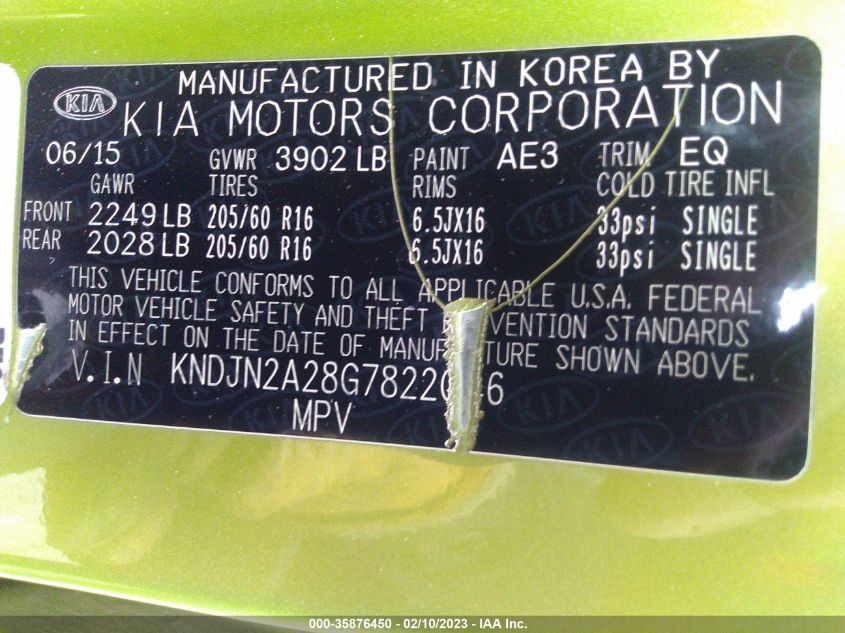 MANUFACTURED IN KOREA BY
KIA KIA MOTORS CORPORATION
06/15 GVWR 3902 LB PAINT AE3 TRIM EQ
GAWR TIRES RIMS COLD TIRE INFL
FRONT 2249 LB 205/60 R16 6.5JX16 33psi SINGLE
REAR 2028 LB 205/60 R16 6.5JX16 33psi SINGLE
THIS VEHICLE CONFORMS TO ALL APPLICABLE U.S.A. FEDERAL
MOTOR VEHICLE SAFETY AND THEFT PREVENTION STANDARDS
IN EFFECT ON THE DATE OF MANUFACTURE SHOWN ABOVE.
V.I.N
MPV
000-35876450 — 02/10/2023 — IAA Inc.